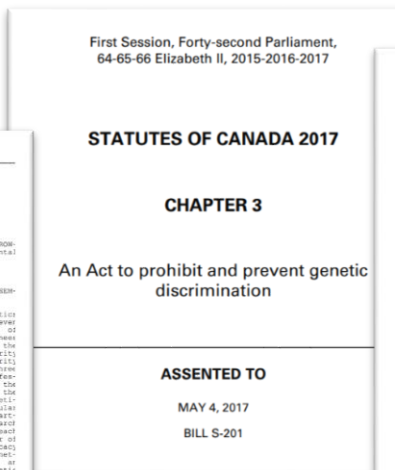 First Session, Forty-second Parliament,
64-65-66 Elizabeth II, 2015-2016-2017
STATUTES OF CANADA 2017
CHAPTER 3
An Act to prohibit and prevent genetic
discrimination
ASSENTED TO
MAY 4, 2017
BILL S-201